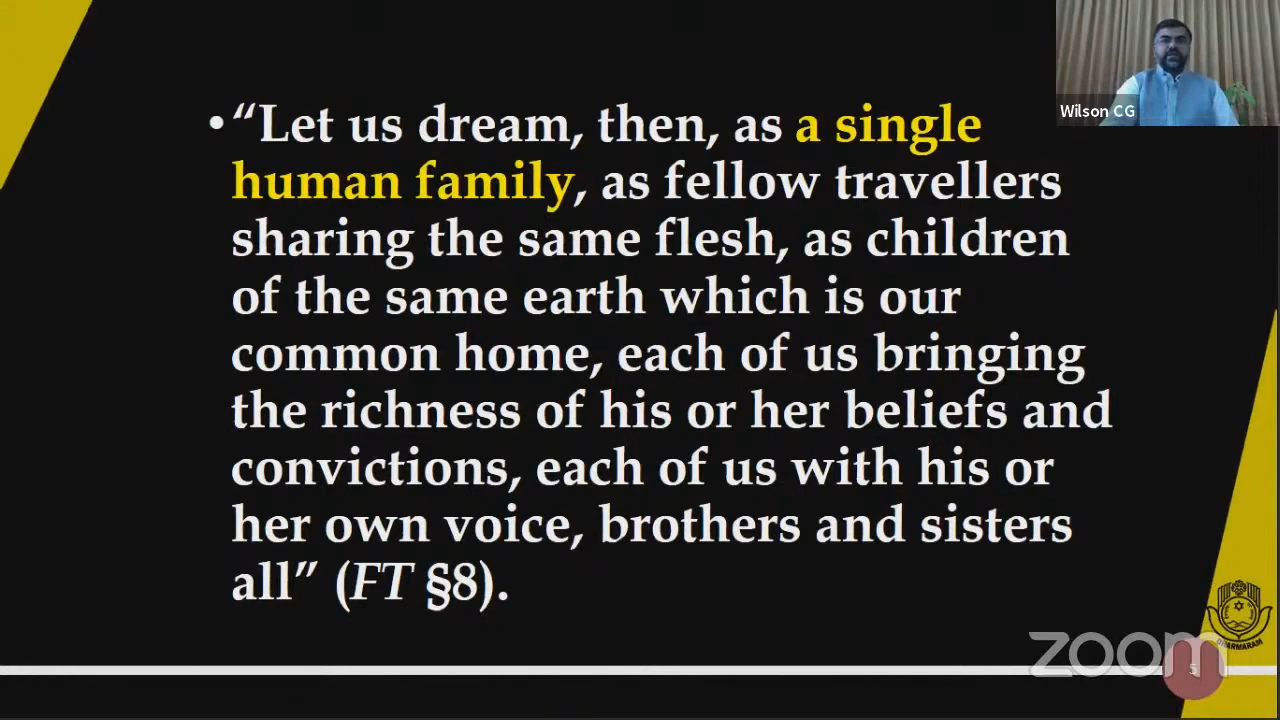 Wilson CG
• “Let us dream, then, as a single
human family, as fellow travellers
sharing the same flesh, as children
of the same earth which is our
common home, each of us bringing
the richness of his or her beliefs and
convictions, each of us with his or
her own voice, brothers and sisters
all” (FT §8).
DHARMARAM
zoom
5